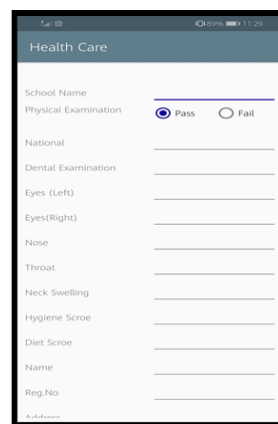 89% 11:29
Health Care
School Name
Physical Examination Pass Fail
National
Dental Examination
Eyes (Left)
Eyes(Right)
Nose
Throat
Neck Swelling
Hygiene Scroe
Diet Scroe
Name
Reg.No
Address